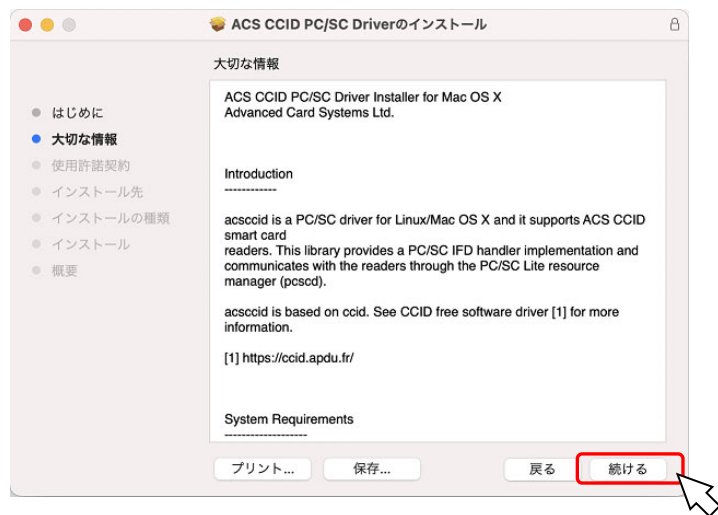 ACS CCID PC/SC Driverのインストール
大切な情報
はじめに
大切な情報
使用許諾契約
インストール先
インストールの種類
インストール
概要
ACS CCID PC/SC Driver Installer for Mac OS X
Advanced Card Systems Ltd.
Introduction
------------
acsccid is a PC/SC driver for Linux/Mac OS X and it supports ACS CCID
smart card
readers. This library provides a PC/SC IFD handler implementation and
communicates with the readers through the PC/SC Lite resource
manager (pcscd).
acsccid is based on ccid. See CCID free software driver [1] for more
information.
[1] https://ccid.apdu.fr/
System Requirements
-------------------
プリント...
保存...
戻る
続ける